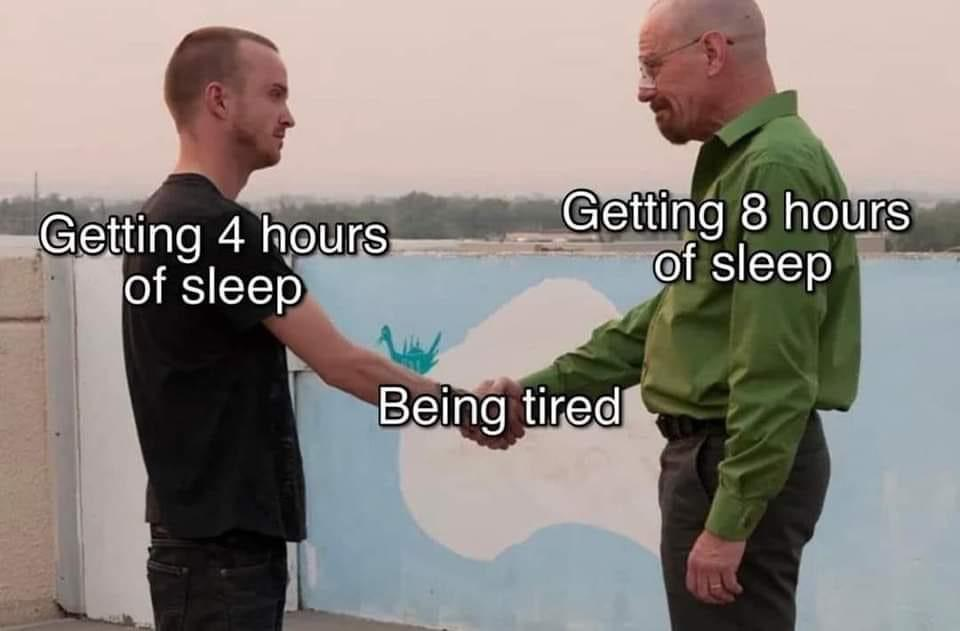 Getting 4 hours
of sleep
Getting 8 hours
of sleep
Being tired